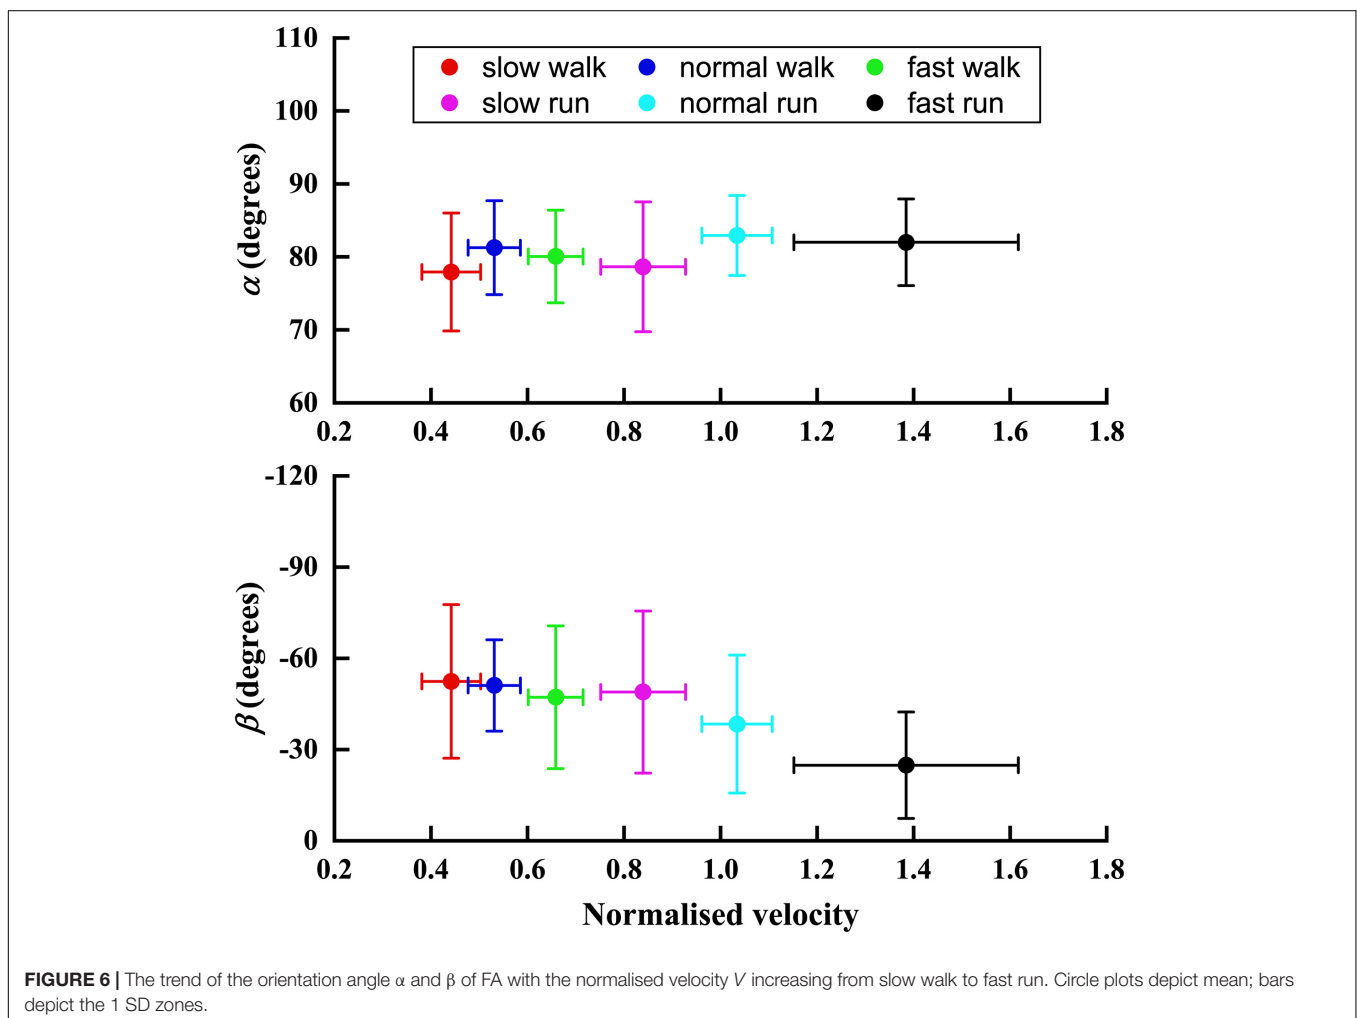 110
100
90
80
70
60
α (degrees)
slow walk normal walk fast walk
slow run normal run fast run
0.2 0.4 0.6 0.8 1.0 1.2 1.4 1.6 1.8
-120
-90
-60
-30
0
β (degrees)
0.2 0.4 0.6 0.8 1.0 1.2 1.4 1.6 1.8
Normalised velocity
FIGURE 6 | The trend of the orientation angle α and β of FA with the normalised velocity V increasing from slow walk to fast run. Circle plots depict mean; bars
depict the 1 SD zones.